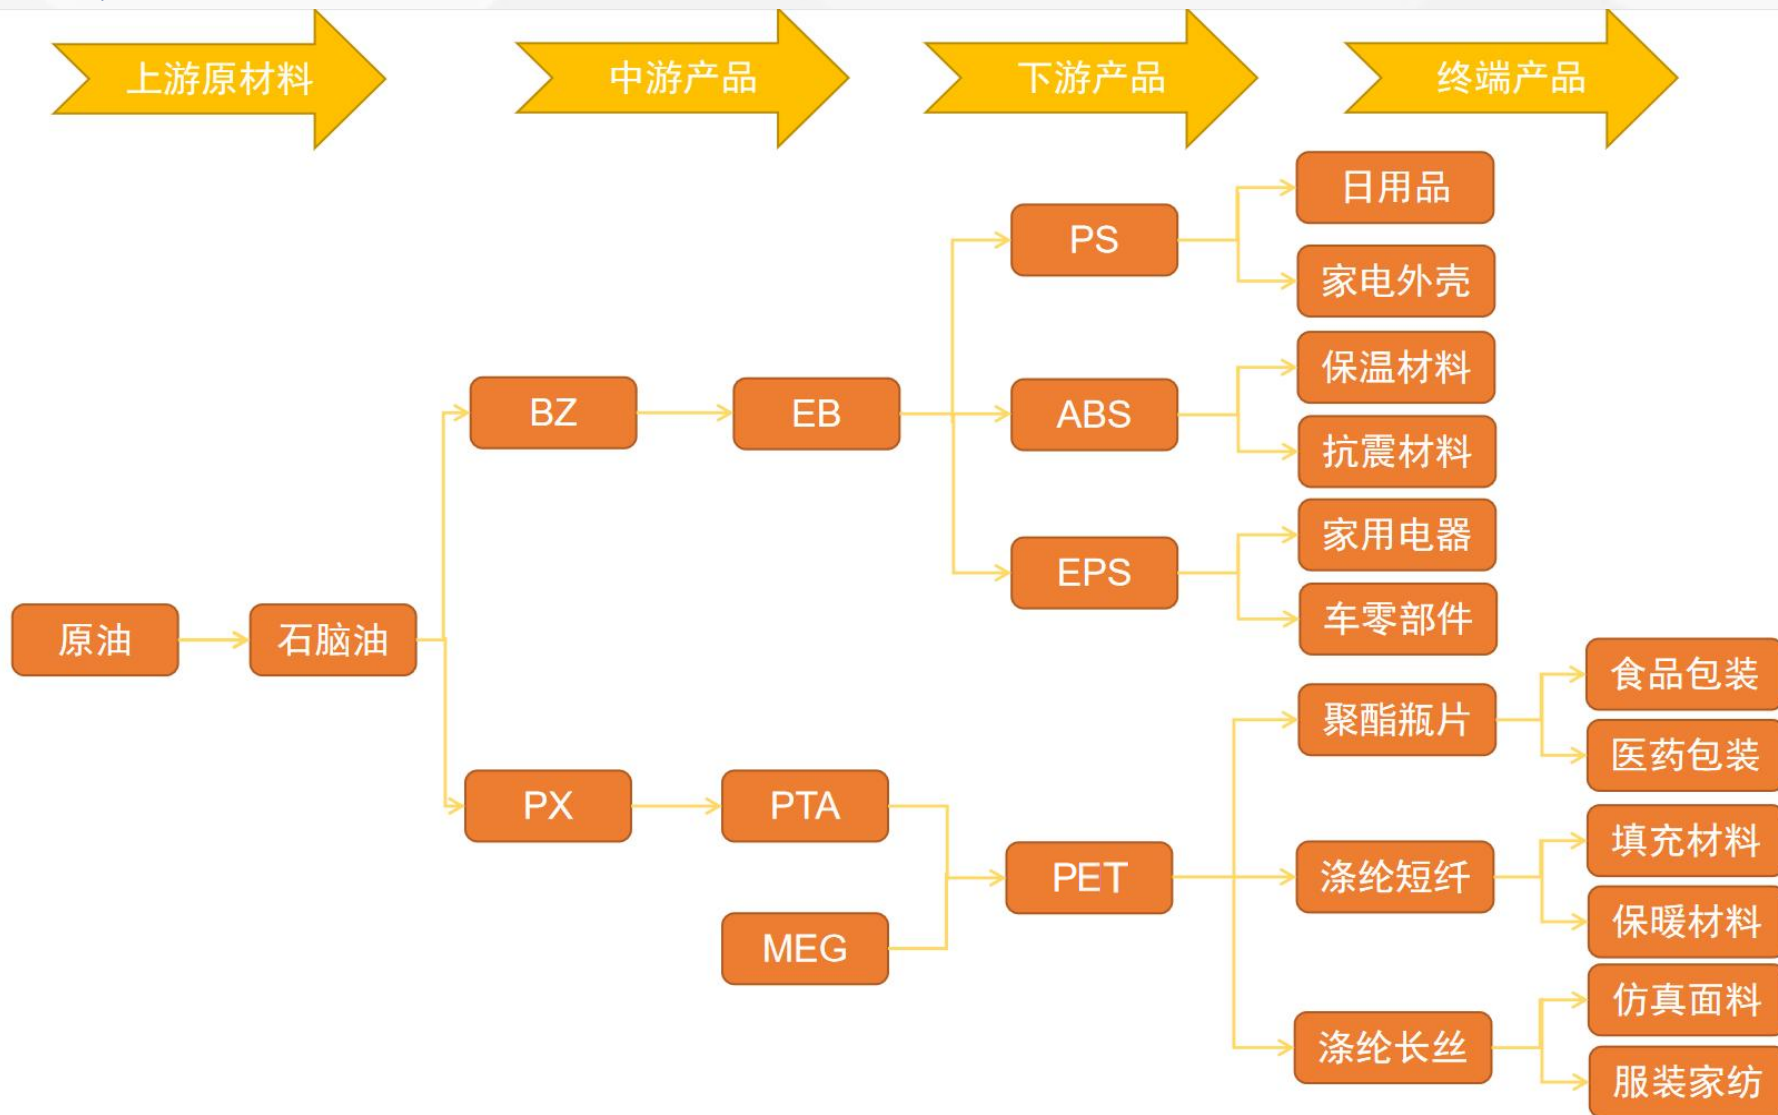 上游原材料
中游产品
下游产品
终端产品
日用品
PS
家电外壳
保温材料
BZ
EB
ABS
抗震材料
家用电器
EPS
车零部件
原油
石脑油
食品包装
聚酯瓶片
医药包装
PX
PTA
填充材料
PET
涤纶短纤
保暖材料
MEG
仿真面料
涤纶长丝
服装家纺